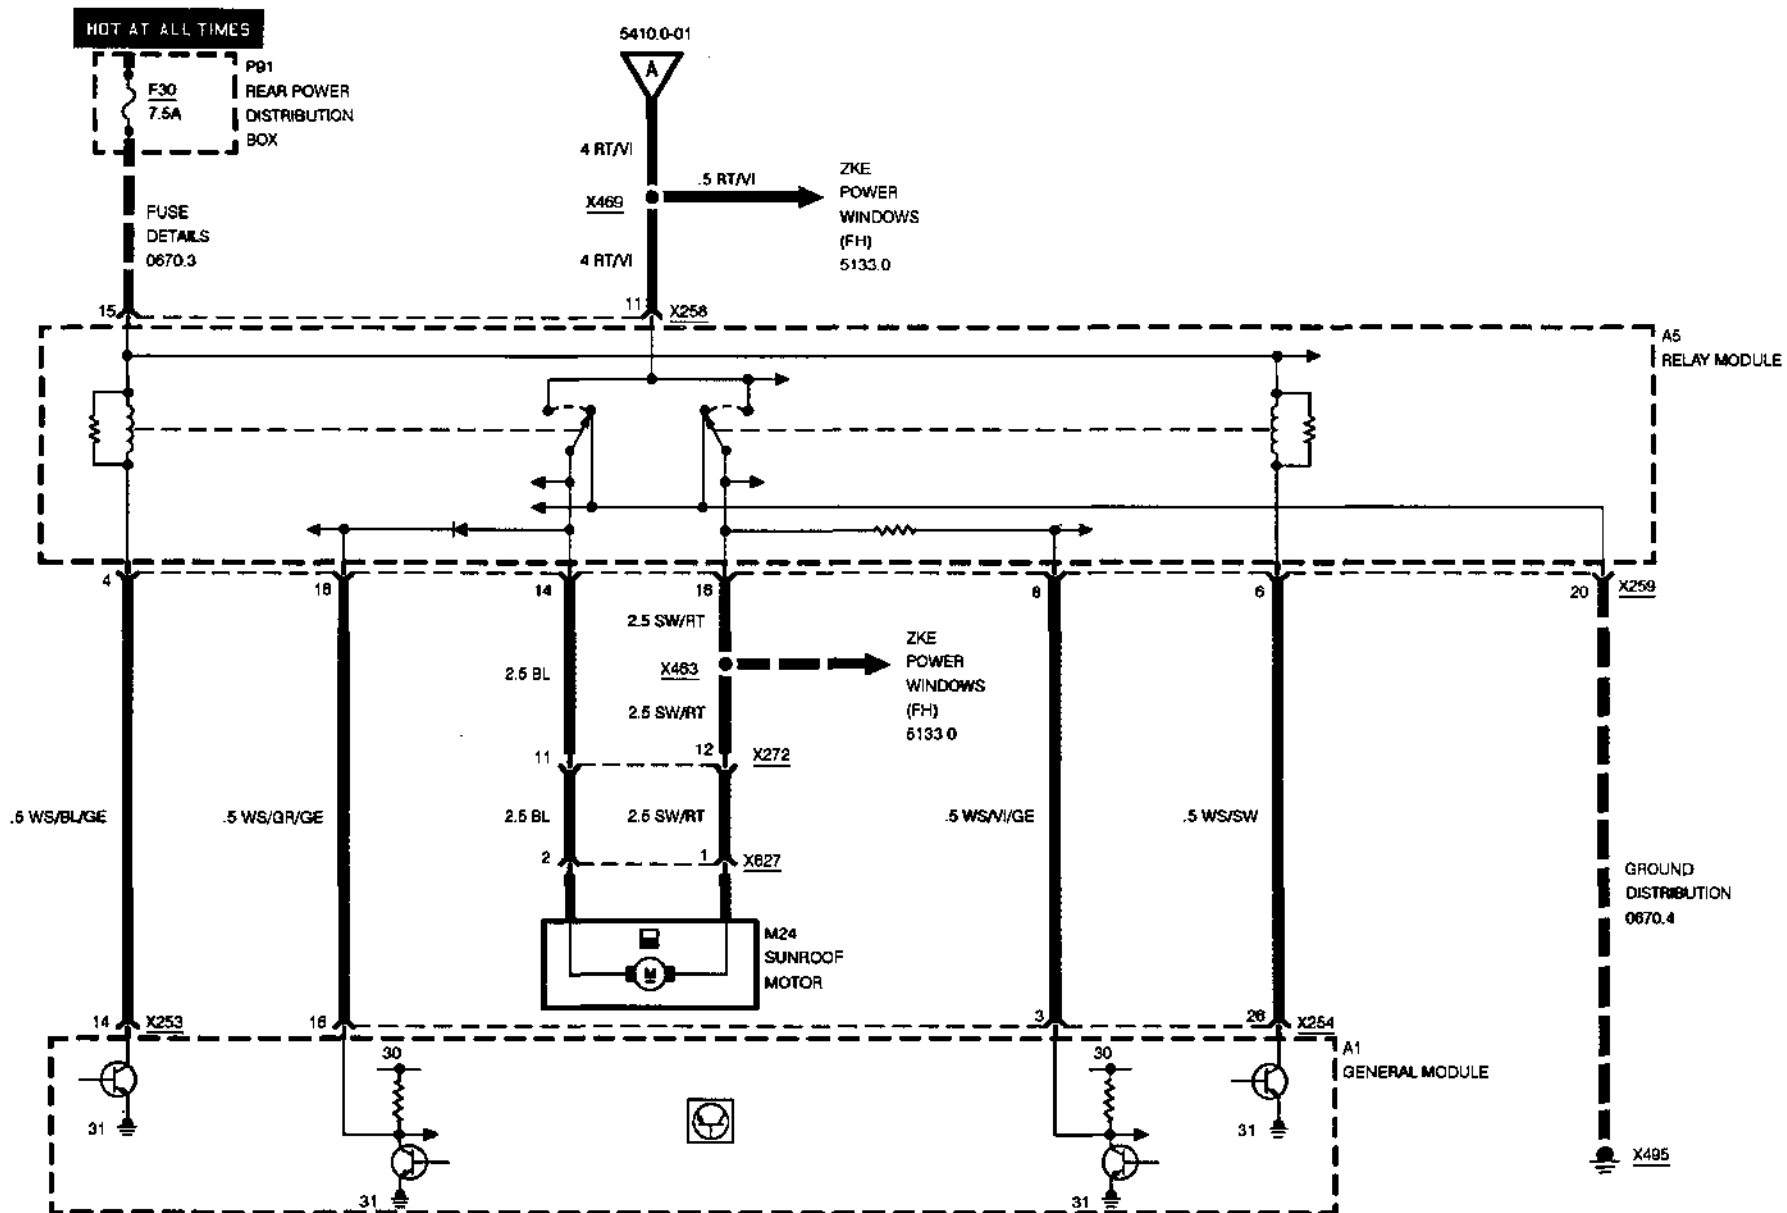 HOT AT ALL TIMES
5410.0-01
A
P91
REAR POWER
DISTRIBUTION
BOX
F30
7.5A
4 RT/VI
.5 RT/VI
X469
ZKE
POWER
WINDOWS
(FH)
5133.0
FUSE
DETAILS
0670.3
4 RT/VI
15
11
X258
A5
RELAY MODULE
4
18
14
16
8
6
20
X259
2.5 SW/RT
2.5 BL
X463
ZKE
POWER
WINDOWS
(FH)
5133 0
2.5 SW/RT
11
12
X272
.5 WS/BL/GE
.5 WS/GR/GE
2.5 BL
2.5 SW/RT
.5 WS/VI/GE
.5 WS/SW
2
1
X627
GROUND
DISTRIBUTION
0670.4
M
M24
SUNROOF
MOTOR
14
X253
16
3
26
X254
A1
GENERAL MODULE
30
30
31
31
31
31
X495